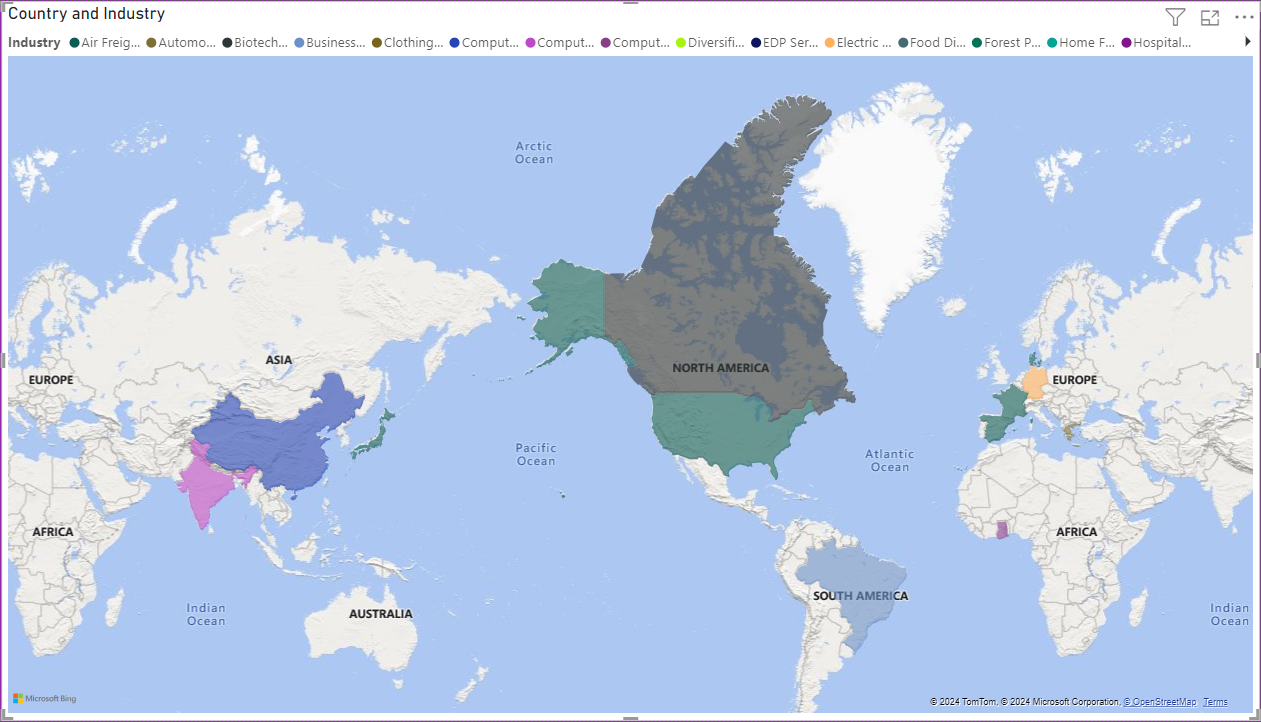 Country and Industry
Industry Air Freig... Automo... Biotech... Business... Clothing... Comput... Comput... Comput... Diversifi... EDP Ser... Electric ... Food Di... Forest P... Home F... Hospital...
Arctic
Ocean
ASIA
NORTH AMERICA
EUROPE
EUROPE
Pacific
Ocean
Atlantic
Ocean
AFRICA
AFRICA
SOUTH AMERICA
Indian
Ocean
AUSTRALIA
Indian
Ocean
Microsoft Bing
© 2024 TomTom, © 2024 Microsoft Corporation, © OpenStreetMap Terms